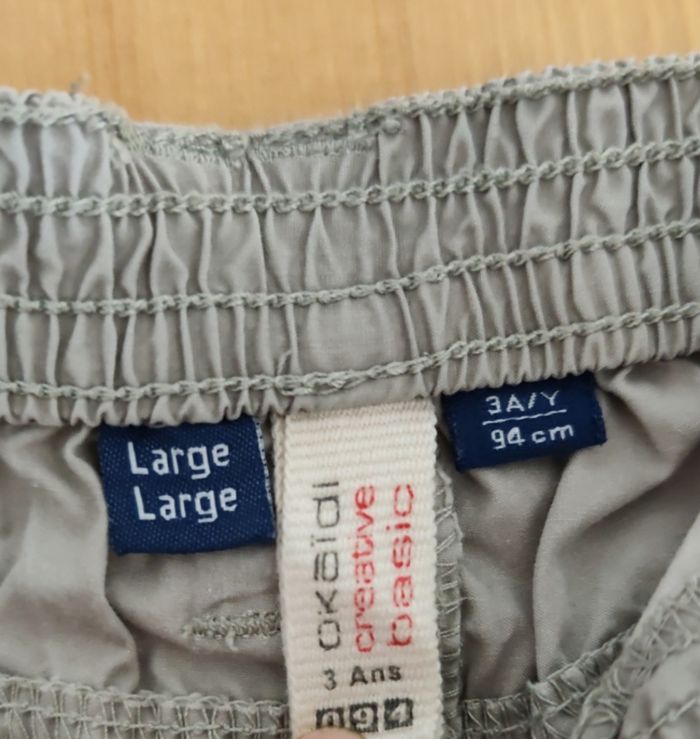 Large
Large
okaïdi
creative
basic
3 Ans
094
3A/Y
94 cm